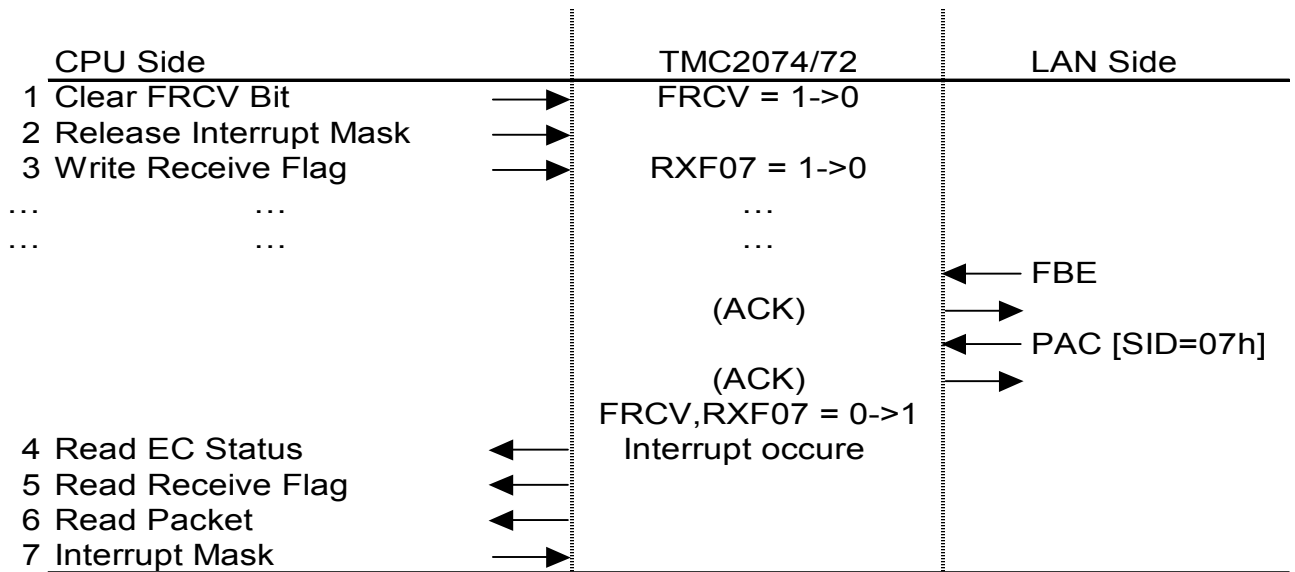 CPU Side TMC2074/72 LAN Side
1 Clear FRCV Bit FRCV = 1->0
2 Release Interrupt Mask
3 Write Receive Flag RXF07 = 1->0
... ... ...
... ... ...
FBE
(ACK)
PAC [SID=07h]
(ACK)
FRCV,RXF07 = 0->1
4 Read EC Status Interrupt occure
5 Read Receive Flag
6 Read Packet
7 Interrupt Mask